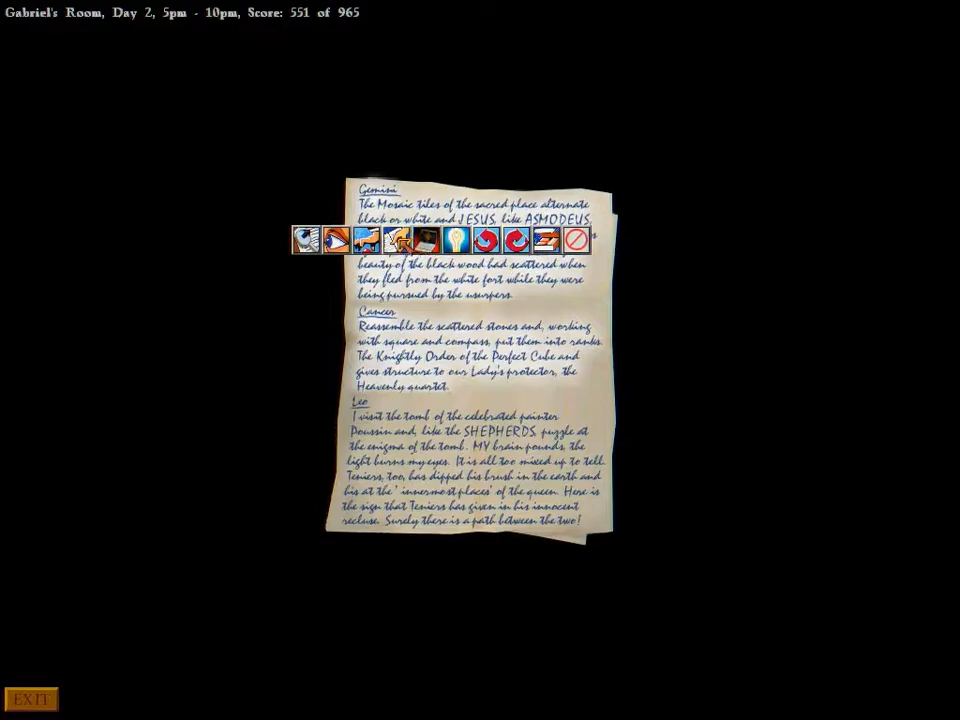 Gabriel's Room, Day 2, 5pm - 10pm, Score: 551 of 965
Gemini
The Mosaic tiles of the sacred place alternate
black or white and JESUS, like ASMODEUS,
beauty of the black wood had scattered when
they fled from the white fort while they were
being pursued by the usurpers.
Cancer
Reassemble the scattered stones and, working
with square and compass, put them into ranks.
The Knightly Order of the Perfect Cube and
gives structure to our Lady's protector, the
Heavenly quartet.
Leo
I visit the tomb of the celebrated painter
Poussin and, like the SHEPHERDS, puzzle at
the enigma of the tomb. MY brain pounds, the
light burns my eyes. It is all too mixed up to tell.
Teniers, too, has dipped his brush in the earth and
his at the 'innermost places' of the queen. Here is
the sign that Teniers has given in his innocent
recluse. Surely there is a path between the two!
EXIT